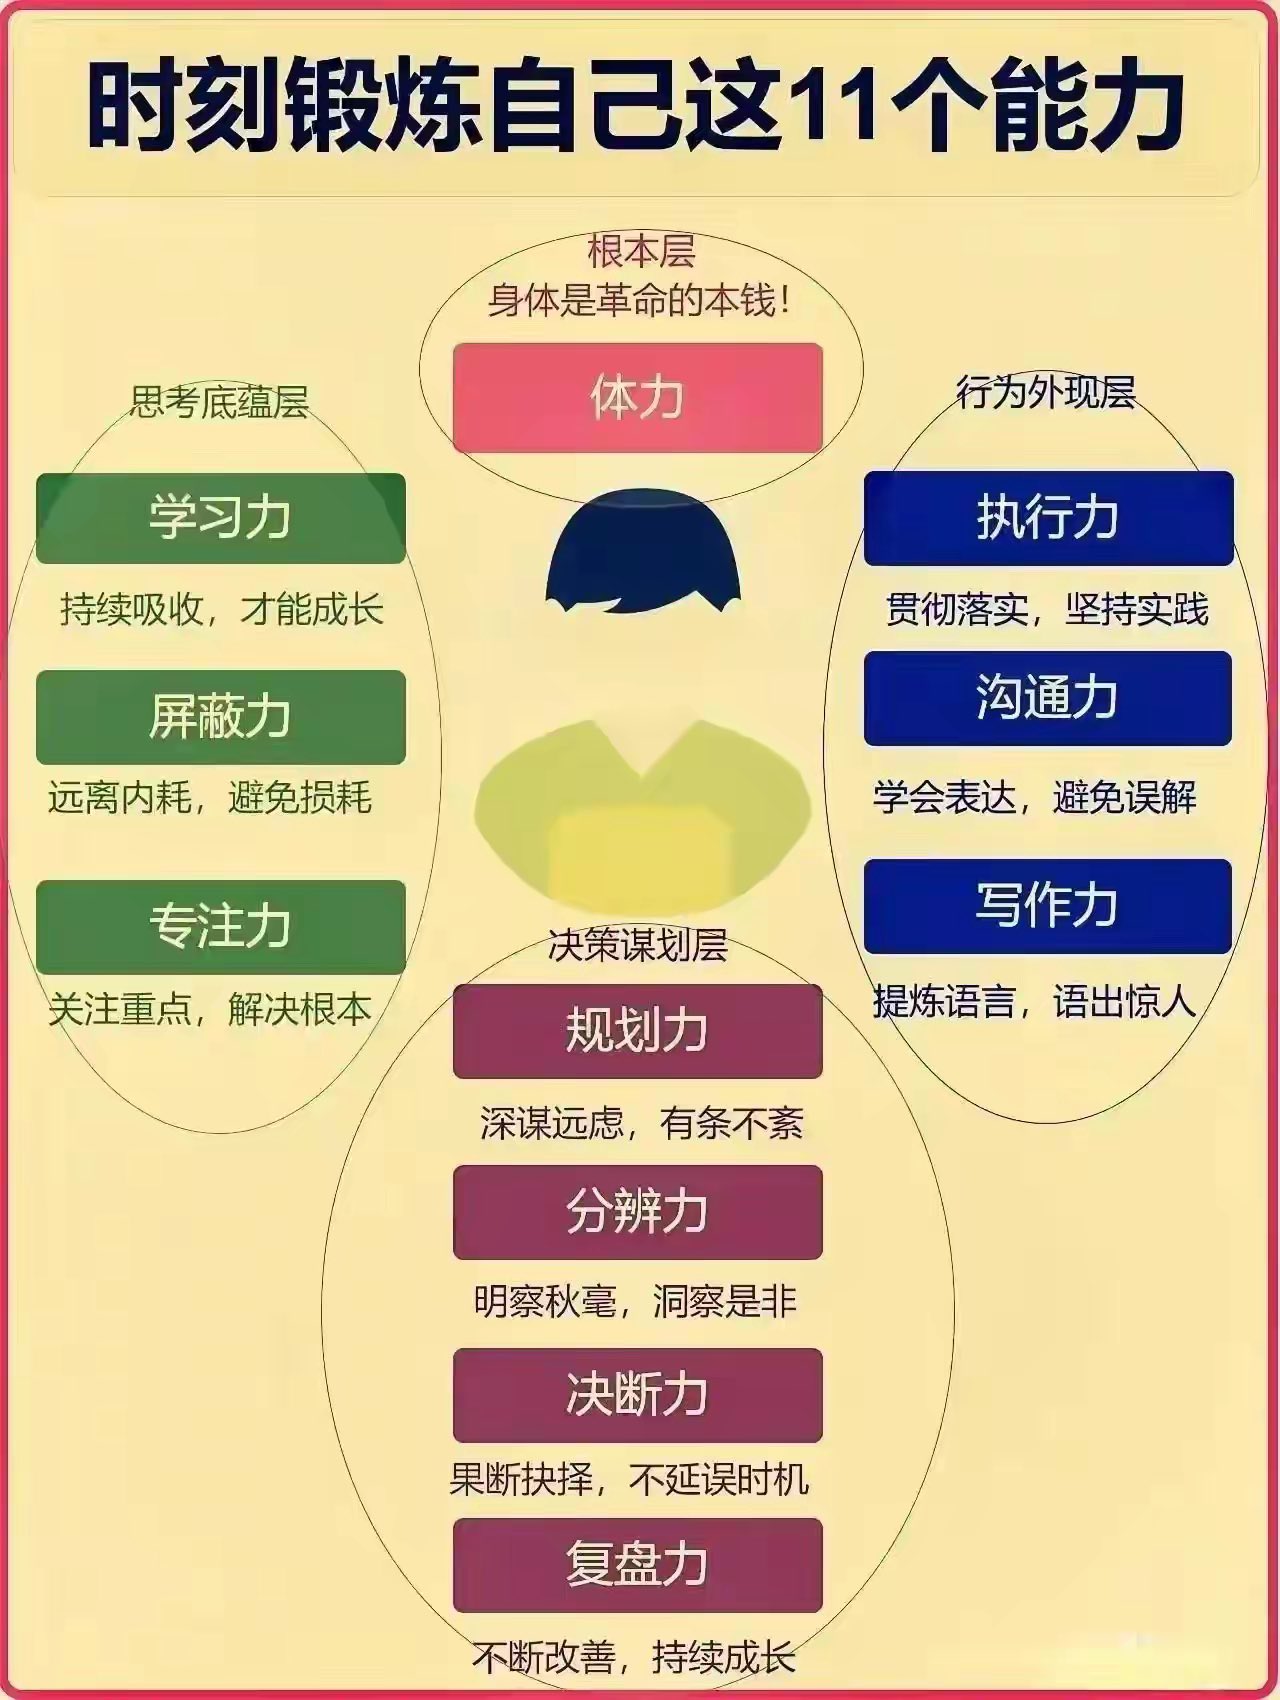 时刻锻炼自己这11个能力
根本层
身体是革命的本钱！
体力
思考底蕴层
学习力
持续吸收，才能成长
屏蔽力
远离内耗，避免损耗
专注力
关注重点，解决根本
行为外现层
执行力
贯彻落实，坚持实践
沟通力
学会表达，避免误解
写作力
提炼语言，语出惊人
决策谋划层
规划力
深谋远虑，有条不紊
分辨力
明察秋毫，洞察是非
决断力
果断抉择，不延误时机
复盘力
不断改善，持续成长